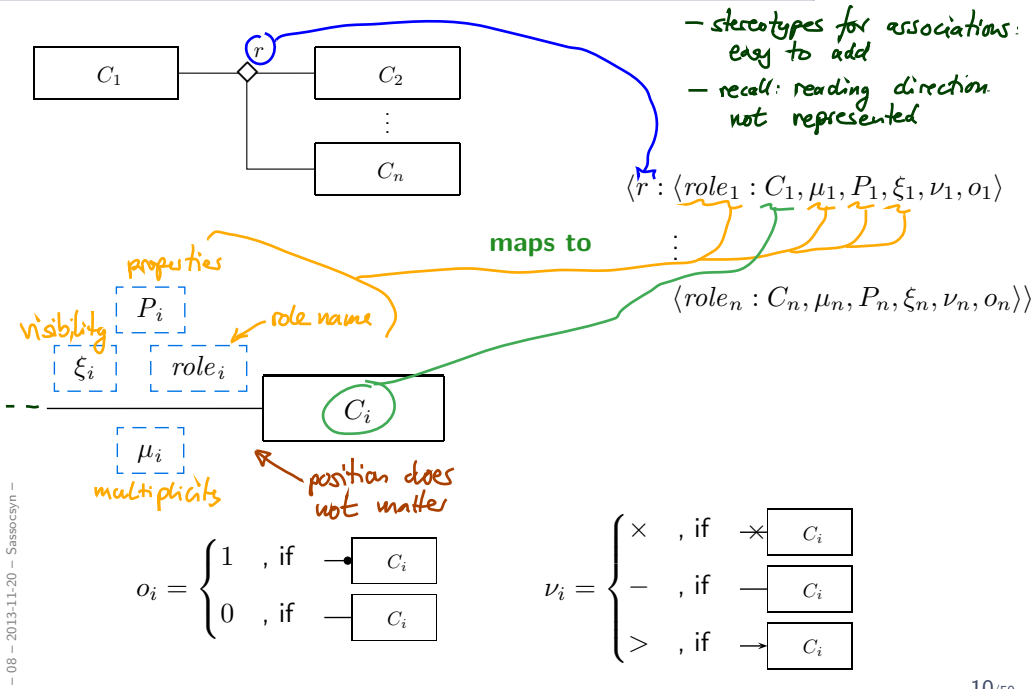 r
C₁
C₂
⋮
Cₙ
– stereotypes for associations:
easy to add
– recall: reading direction
not represented
⟨r : ⟨role₁ : C₁, μ₁, P₁, ξ₁, ν₁, o₁⟩
maps to
⋮
⟨roleₙ : Cₙ, μₙ, Pₙ, ξₙ, νₙ, oₙ⟩⟩
properties
Pᵢ
visibility
role name
ξᵢ
roleᵢ
Cᵢ
μᵢ
multiplicity
position does
not matter
oᵢ = { 1 , if Cᵢ
0 , if Cᵢ
νᵢ = { × , if Cᵢ
− , if Cᵢ
> , if Cᵢ
– 08 – 2013-11-20 – Sassocsyn –